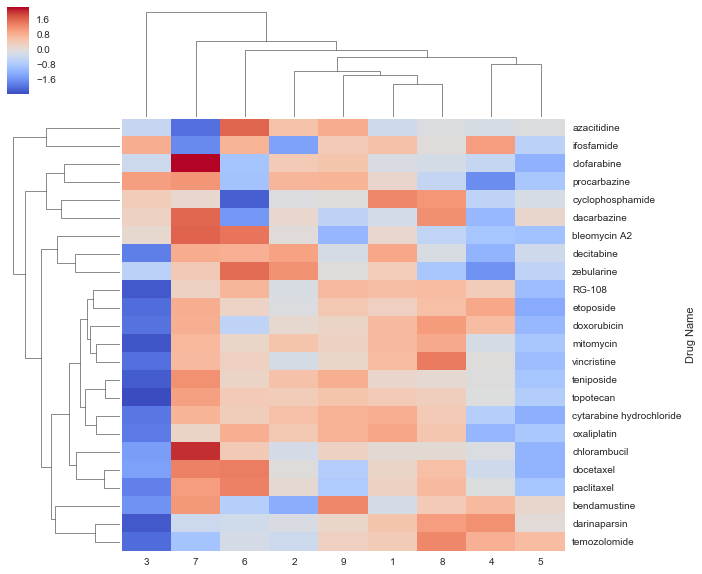 1.6
0.8
0.0
−0.8
−1.6
azacitidine
ifosfamide
clofarabine
procarbazine
cyclophosphamide
dacarbazine
bleomycin A2
decitabine
zebularine
RG-108
etoposide
doxorubicin
mitomycin
vincristine
teniposide
topotecan
cytarabine hydrochloride
oxaliplatin
chlorambucil
docetaxel
paclitaxel
bendamustine
darinaparsin
temozolomide
Drug Name
3 7 6 2 9 1 8 4 5